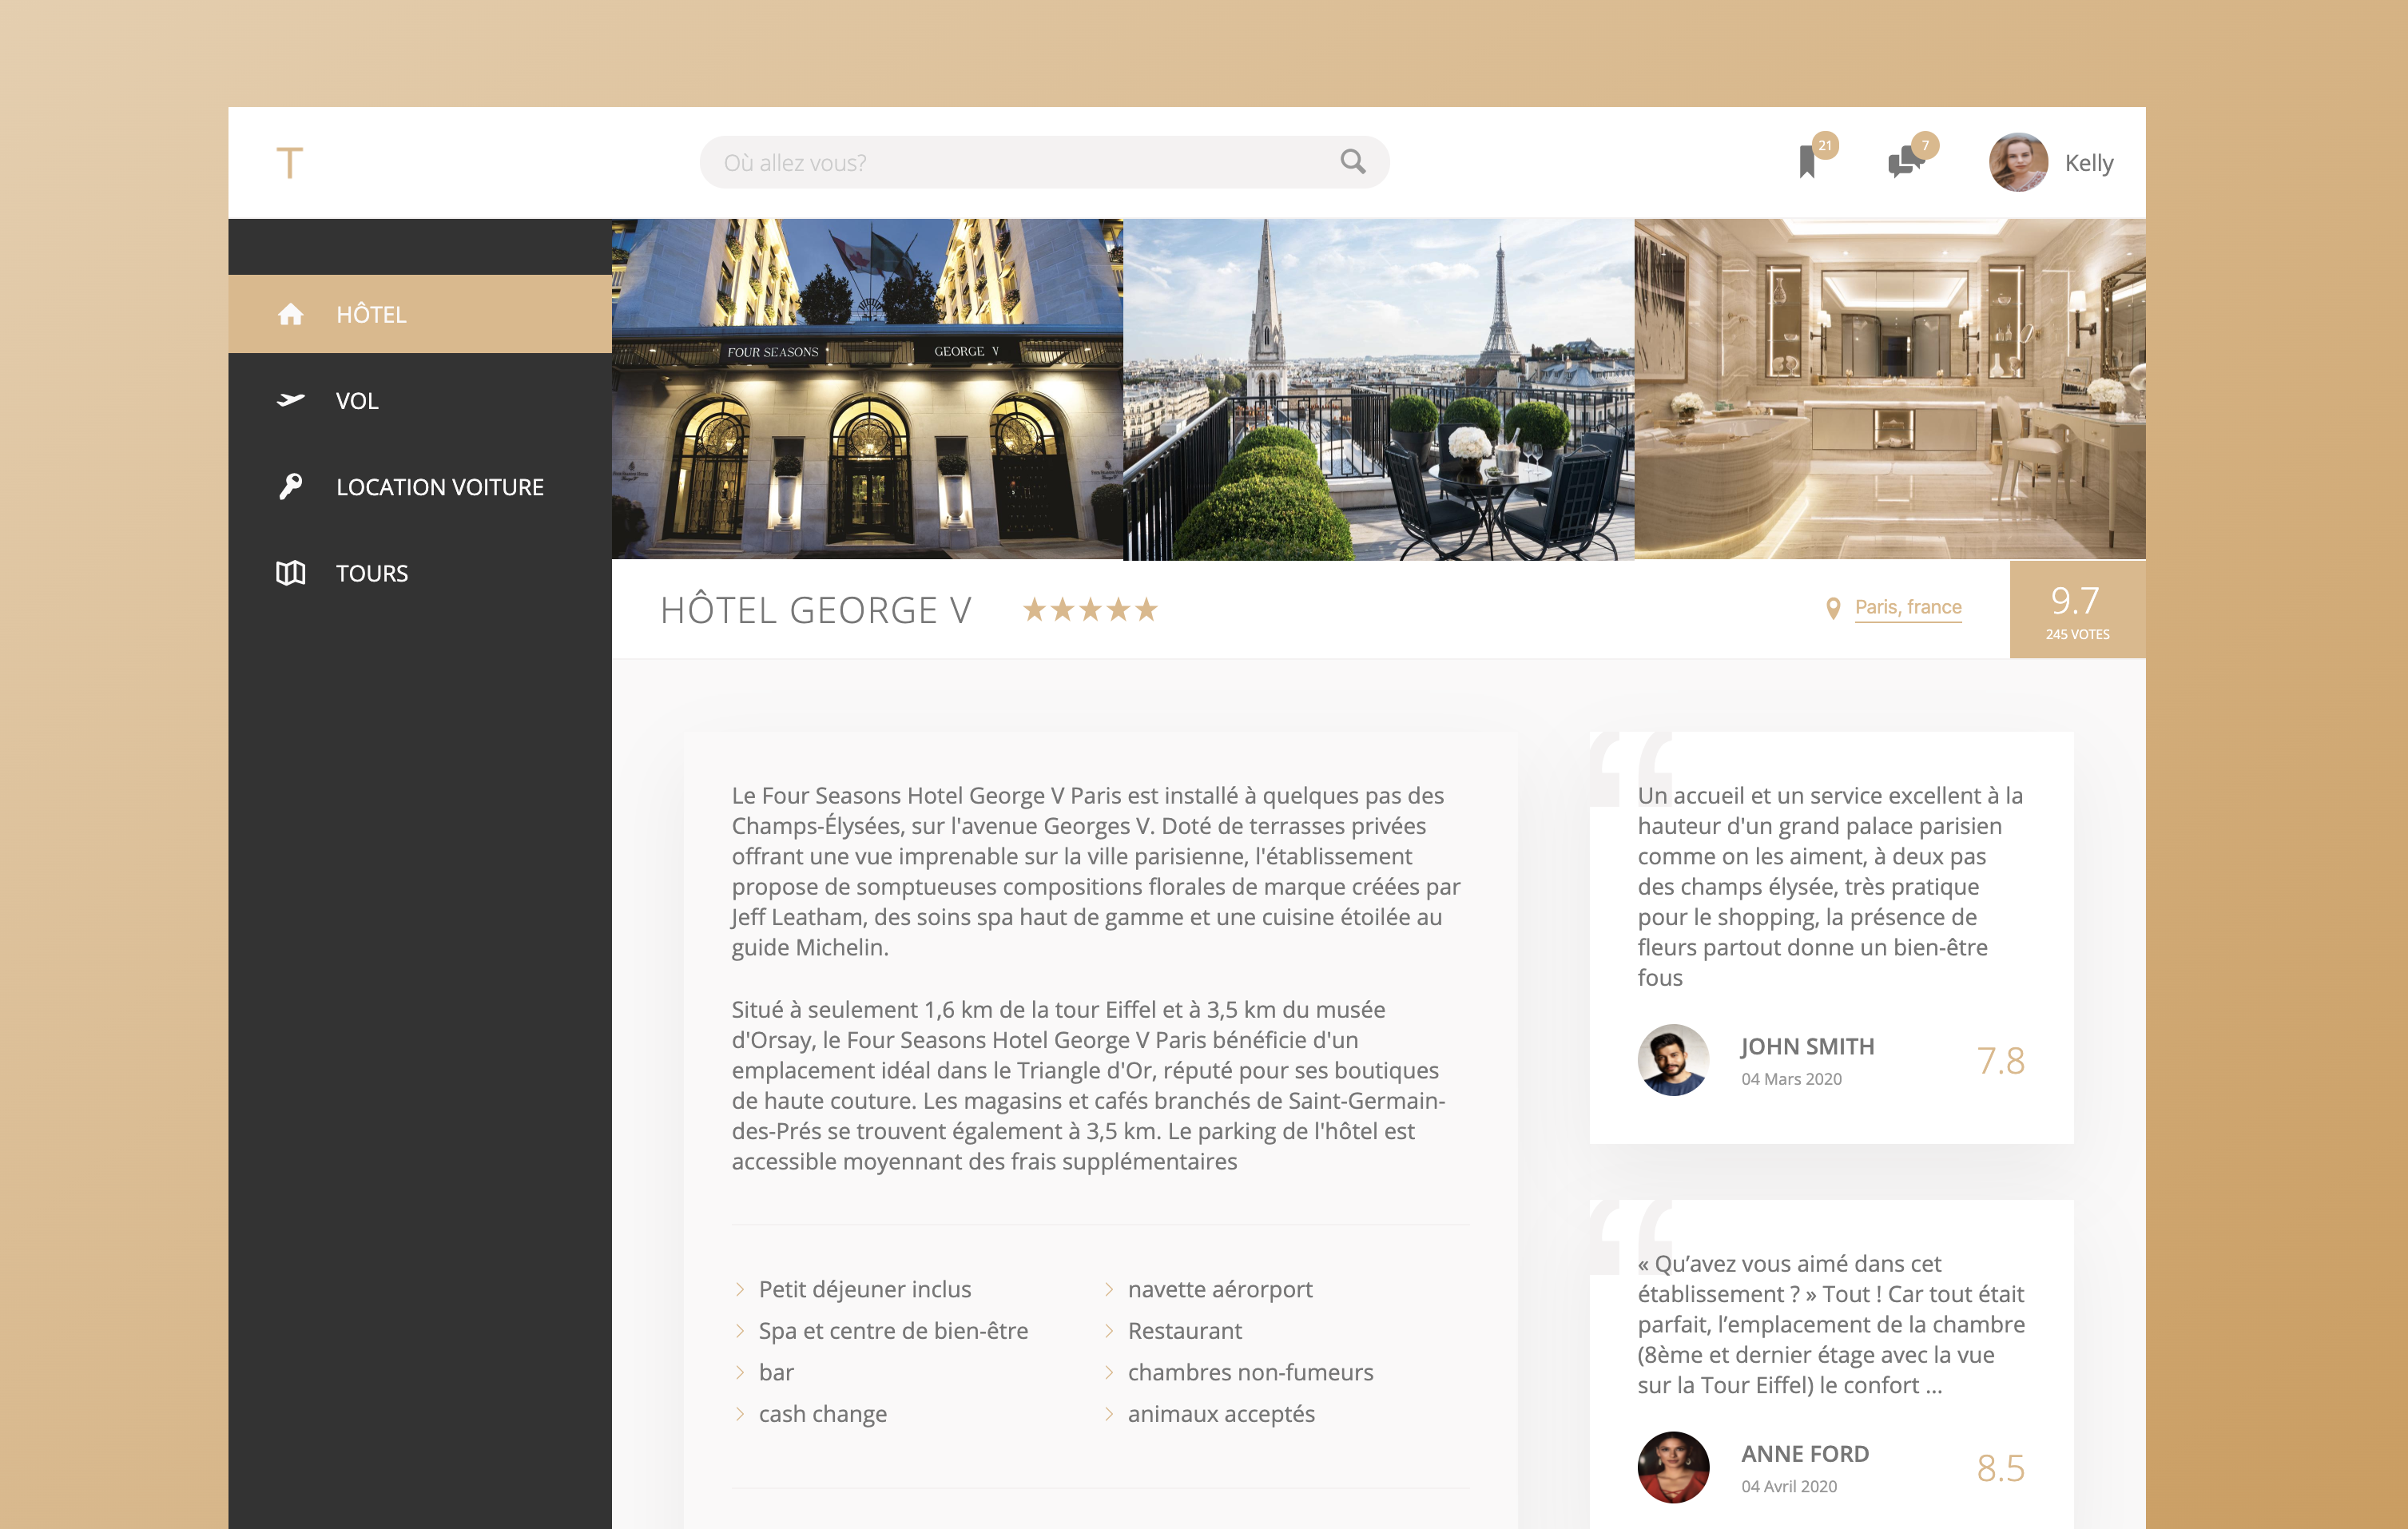 T
Où allez vous?
21
7
Kelly
HÔTEL
VOL
LOCATION VOITURE
TOURS
FOUR SEASONS
GEORGE V
HÔTEL GEORGE V
Paris, france
9.7
245 VOTES
Le Four Seasons Hotel George V Paris est installé à quelques pas des
Champs-Élysées, sur l'avenue Georges V. Doté de terrasses privées
offrant une vue imprenable sur la ville parisienne, l'établissement
propose de somptueuses compositions florales de marque créées par
Jeff Leatham, des soins spa haut de gamme et une cuisine étoilée au
guide Michelin.
Situé à seulement 1,6 km de la tour Eiffel et à 3,5 km du musée
d'Orsay, le Four Seasons Hotel George V Paris bénéficie d'un
emplacement idéal dans le Triangle d'Or, réputé pour ses boutiques
de haute couture. Les magasins et cafés branchés de Saint-Germain-
des-Prés se trouvent également à 3,5 km. Le parking de l'hôtel est
accessible moyennant des frais supplémentaires
Petit déjeuner inclus
Spa et centre de bien-être
bar
cash change
navette aérorport
Restaurant
chambres non-fumeurs
animaux acceptés
“
Un accueil et un service excellent à la
hauteur d'un grand palace parisien
comme on les aiment, à deux pas
des champs élysée, très pratique
pour le shopping, la présence de
fleurs partout donne un bien-être
fous
JOHN SMITH
04 Mars 2020
7.8
“
« Qu’avez vous aimé dans cet
établissement ? » Tout ! Car tout était
parfait, l’emplacement de la chambre
(8ème et dernier étage avec la vue
sur la Tour Eiffel) le confort ...
ANNE FORD
04 Avril 2020
8.5